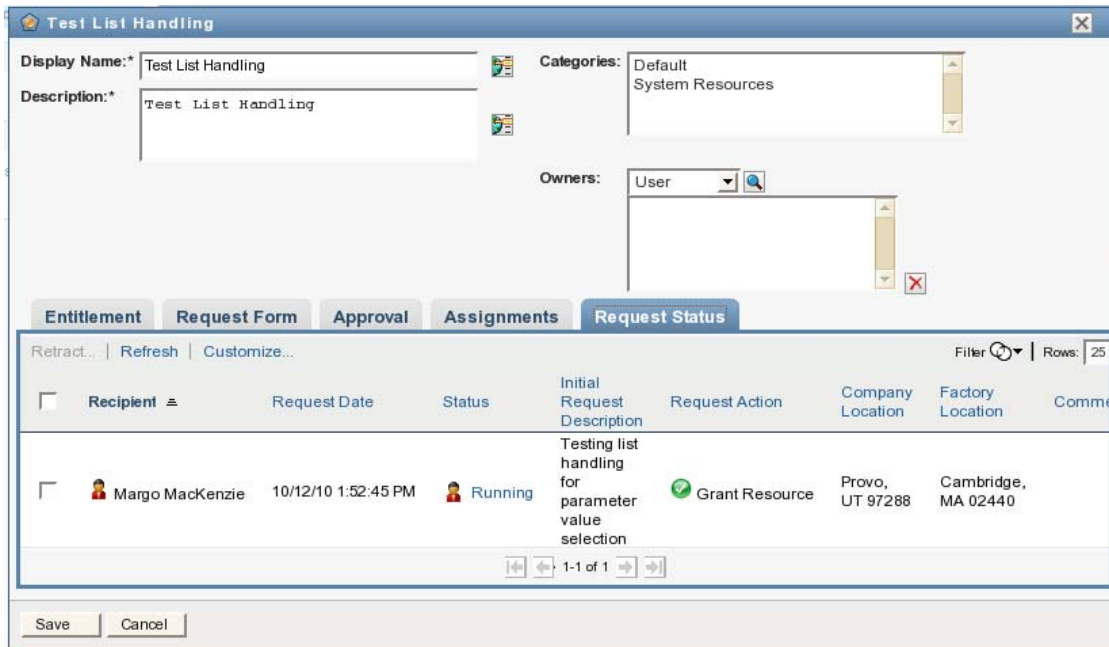 Test List Handling
Display Name:* Test List Handling
Categories: Default
System Resources
Description:* Test List Handling
Owners: User
Entitlement Request Form Approval Assignments Request Status
Retract... | Refresh | Customize... Filter | Rows: 25
Recipient Request Date Status Initial Request Description Request Action Company Location Factory Location
Margo MacKenzie 10/12/10 1:52:45 PM Running Testing list handling for parameter value selection Grant Resource Provo, UT 97288 Cambridge, MA 02440
1-1 of 1
Save Cancel